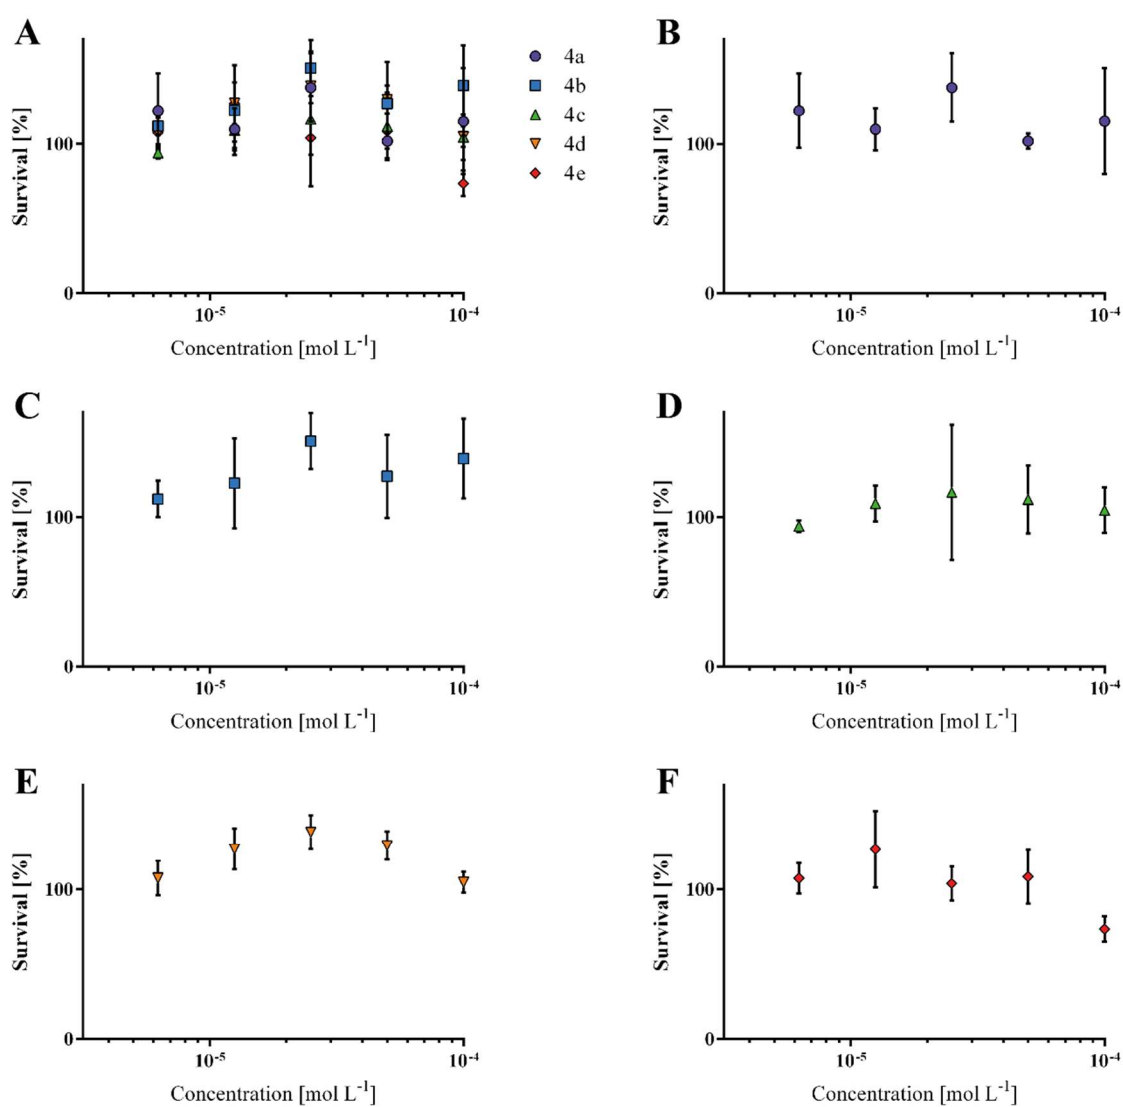 A
Survival [%]
100
0
10-5
10-4
Concentration [mol L-1]
4a
4b
4c
4d
4e
B
Survival [%]
100
0
10-5
10-4
Concentration [mol L-1]
C
Survival [%]
100
0
10-5
10-4
Concentration [mol L-1]
D
Survival [%]
100
0
10-5
10-4
Concentration [mol L-1]
E
Survival [%]
100
0
10-5
10-4
Concentration [mol L-1]
F
Survival [%]
100
0
10-5
10-4
Concentration [mol L-1]